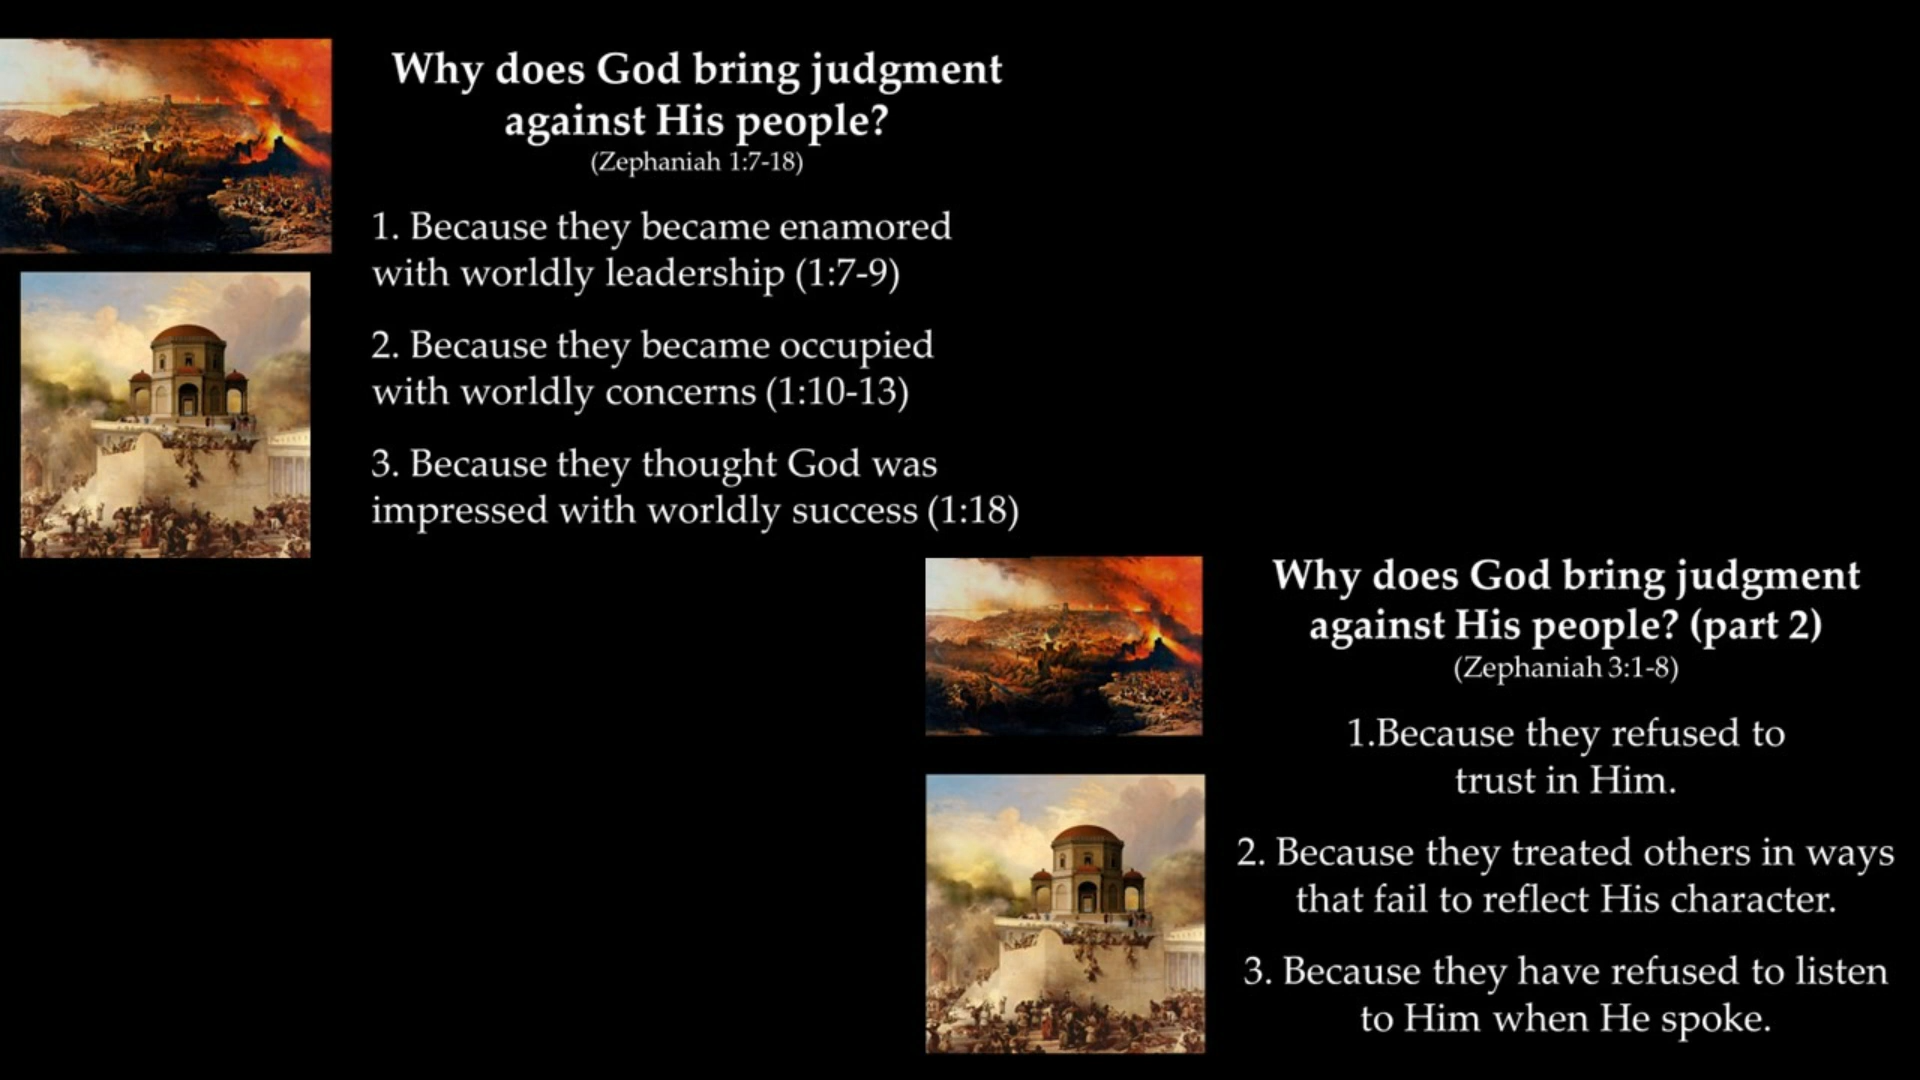 Why does God bring judgment
against His people?
(Zephaniah 1:7-18)
1. Because they became enamored
with worldly leadership (1:7-9)
2. Because they became occupied
with worldly concerns (1:10-13)
3. Because they thought God was
impressed with worldly success (1:18)
Why does God bring judgment
against His people? (part 2)
(Zephaniah 3:1-8)
1.Because they refused to
trust in Him.
2. Because they treated others in ways
that fail to reflect His character.
3. Because they have refused to listen
to Him when He spoke.